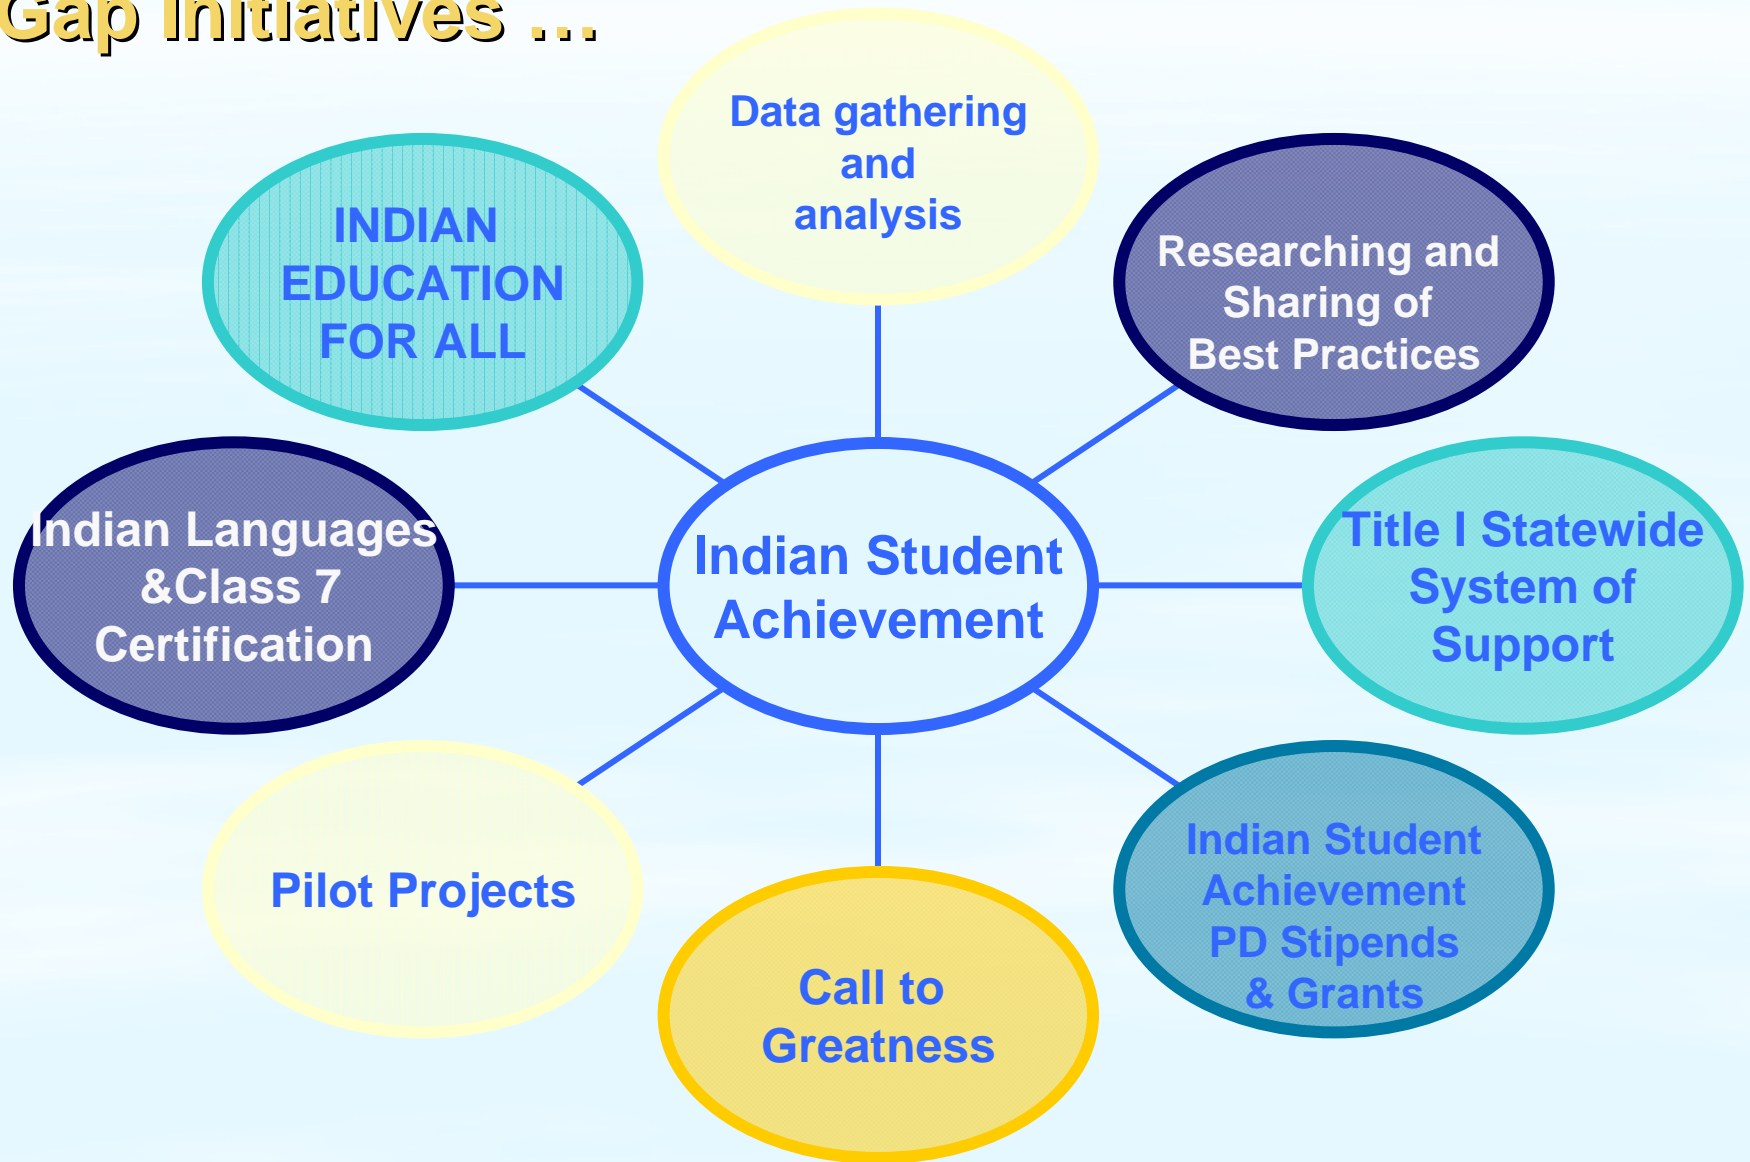 Gap Initiatives ...
Data gathering
and
analysis
Researching and
Sharing of
Best Practices
Title I Statewide
System of
Support
Indian Student
Achievement
PD Stipends
& Grants
Call to
Greatness
Pilot Projects
Indian Languages
&Class 7
Certification
INDIAN
EDUCATION
FOR ALL
Indian Student
Achievement